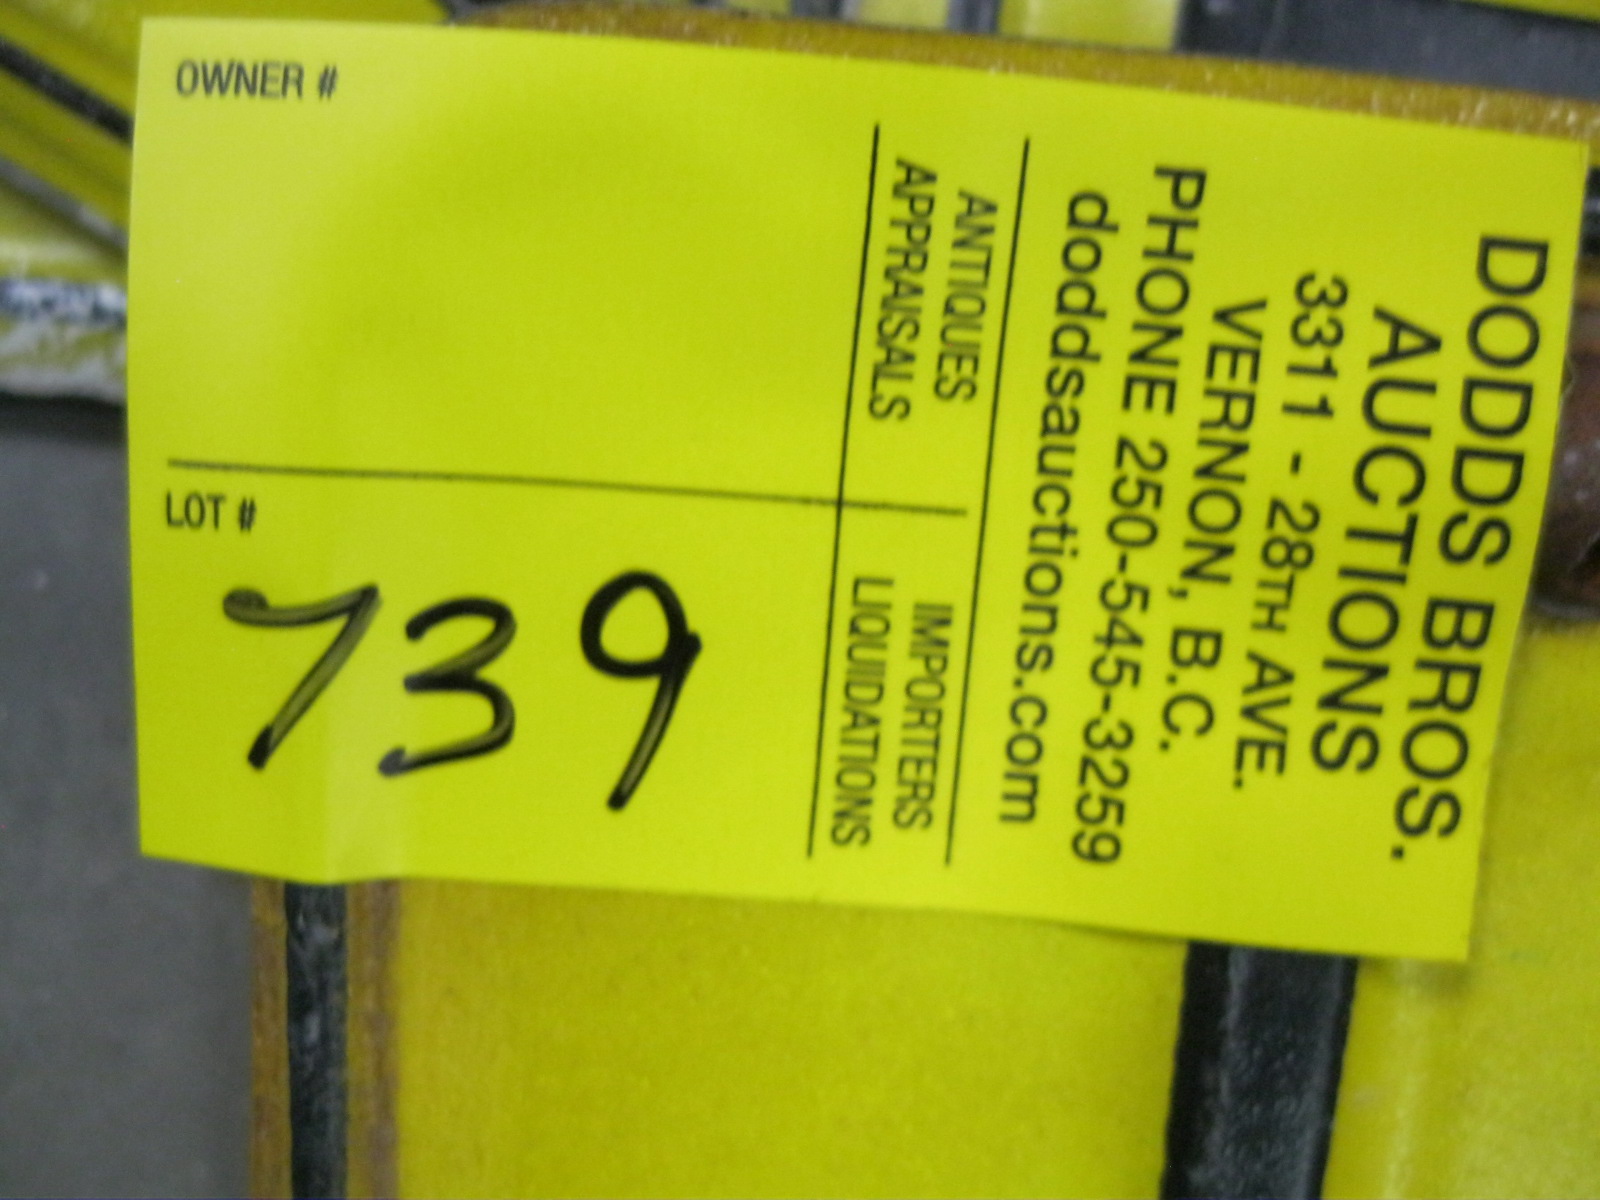 OWNER #
LOT #
739
DODDS BROS.
AUCTIONS
3311 - 28TH AVE.
VERNON, B.C.
PHONE 250-545-3259
doddsauctions.com
ANTIQUES
APPRAISALS
IMPORTERS
LIQUIDATIONS